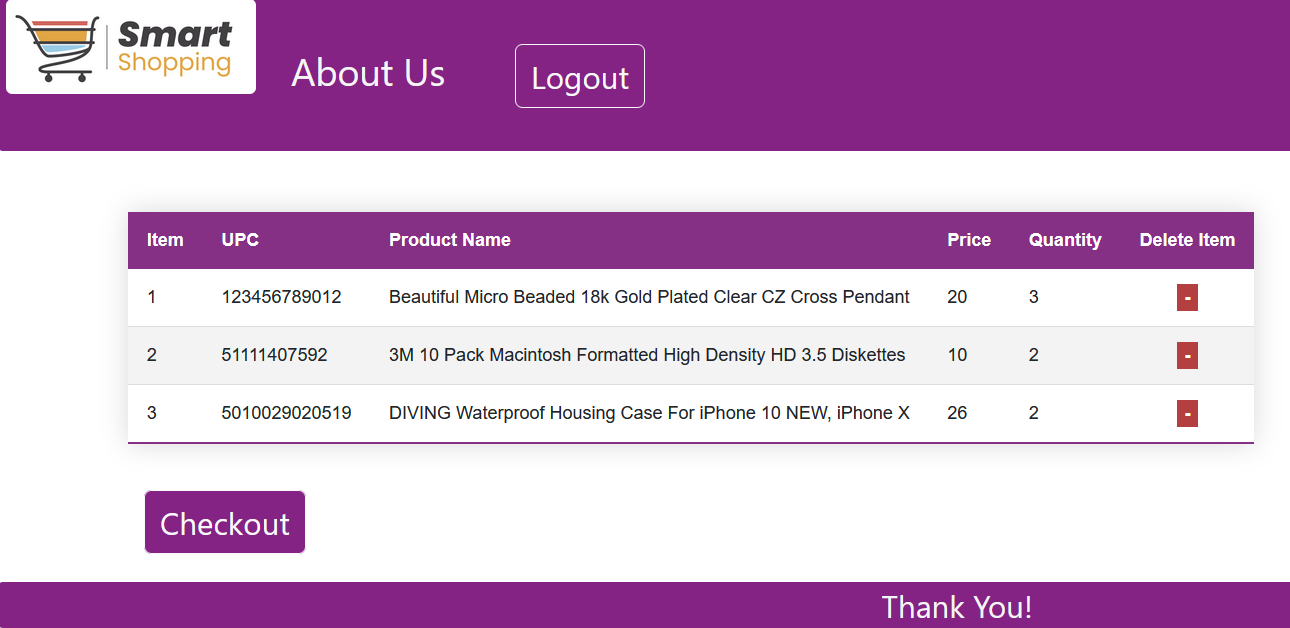 Smart
Shopping
About Us
Logout
Item UPC Product Name Price Quantity Delete Item
1 123456789012 Beautiful Micro Beaded 18k Gold Plated Clear CZ Cross Pendant 20 3 -
2 51111407592 3M 10 Pack Macintosh Formatted High Density HD 3.5 Diskettes 10 2 -
3 5010029020519 DIVING Waterproof Housing Case For iPhone 10 NEW, iPhone X 26 2 -
Checkout
Thank You!